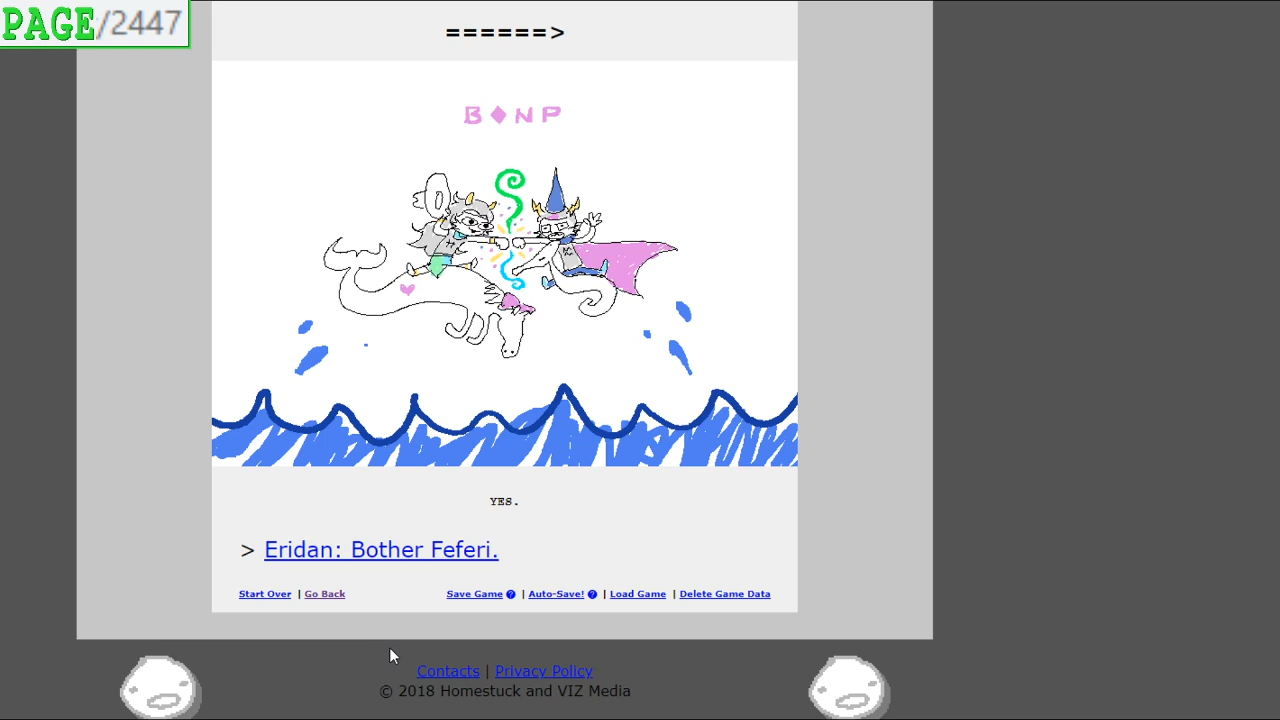 PAGE/2447
======>
B♦NP
YES.
> Eridan: Bother Feferi.
Start Over | Go Back
Save Game ? | Auto-Save! ? | Load Game | Delete Game Data
Contacts | Privacy Policy
© 2018 Homestuck and VIZ Media